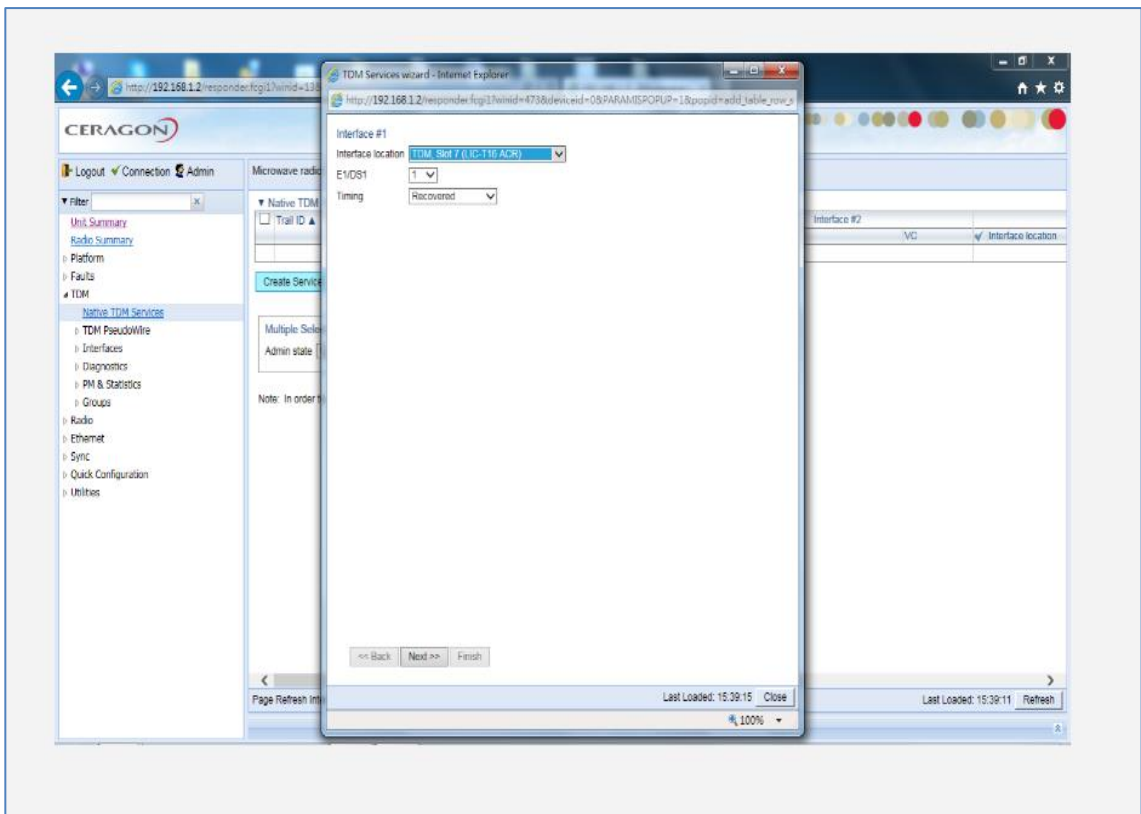 http://192.168.1.2/responder.fcgi1?winid=138
CERAGON
Logout Connection Admin
Filter
Unit Summary
Radio Summary
Platform
Faults
TDM
Native TDM Services
TDM PseudoWire
Interfaces
Diagnostics
PM & Statistics
Groups
Radio
Ethernet
Sync
Quick Configuration
Utilities
Microwave radio
Native TDM
Trail ID
Interface #2
VC
Interface location
Create Service
Multiple Sele
Admin state
Note: In order t
Page Refresh Inte
Last Loaded: 15:39:11 Refresh
TDM Services wizard - Internet Explorer
http://192.168.1.2/responder.fcgi1?winid=473&deviceid=0&PARAMISPOPUP=1&popid=add_table_row_s
Interface #1
Interface location TDM, Slot 7 (LIC-T16 ACR)
E1/DS1 1
Timing Recovered
<< Back Next >> Finish
Last Loaded: 15:39:15 Close
100%